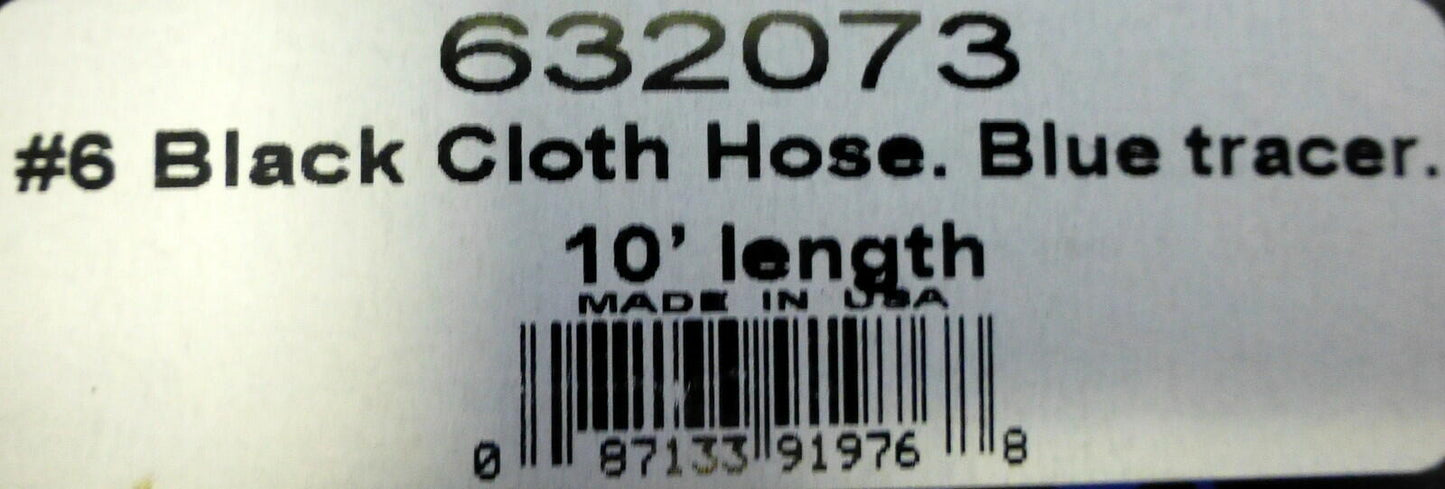 632073
#6 Black Cloth Hose. Blue tracer.
10' length
MADE IN USA
0 87133 91976 8